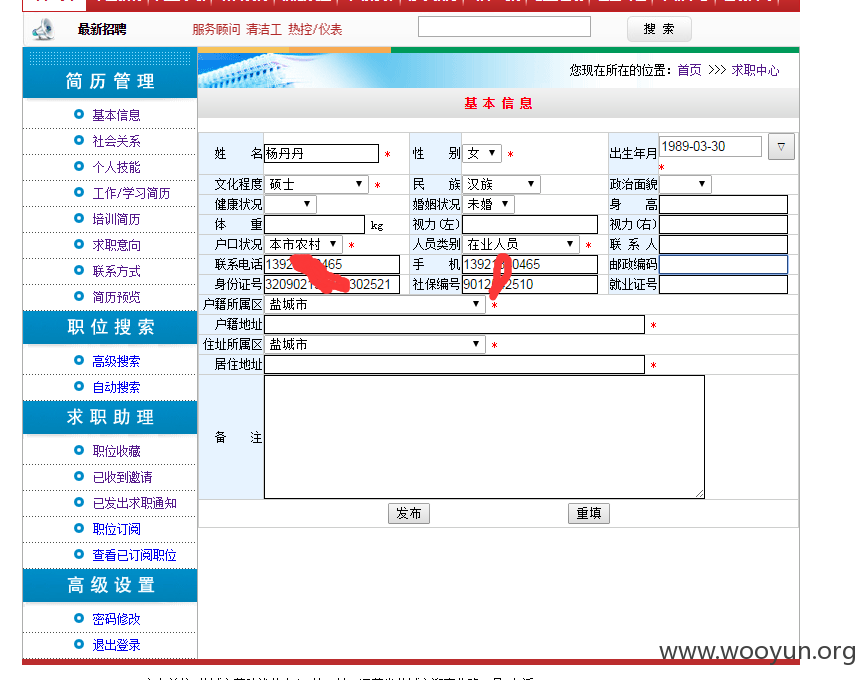 最新招聘 服务顾问 清洁工 热控/仪表 搜 索
您现在所在的位置：首页 >>> 求职中心
简历管理
基本信息
社会关系
个人技能
工作/学习简历
培训简历
求职意向
联系方式
简历预览
职位搜索
高级搜索
自动搜索
求职助理
职位收藏
已收到邀请
已发出求职通知
职位订阅
查看已订阅职位
高级设置
密码修改
退出登录
基本信息
姓 名 杨丹丹 * 性 别 女 ▼ * 出生年月 1989-03-30 ▽ *
文化程度 硕士 ▼ * 民 族 汉族 ▼ 政治面貌 ▼
健康状况 ▼ 婚姻状况 未婚 ▼ 身 高
体 重 kg 视力(左) 视力(右)
户口状况 本市农村 ▼ * 人员类别 在业人员 ▼ * 联 系 人
联系电话 手 机 邮政编码
身份证号 社保编号 就业证号
户籍所属区 盐城市 ▼ *
户籍地址 *
住址所属区 盐城市 ▼ *
居住地址 *
备 注
发布 重填
www.wooyun.org